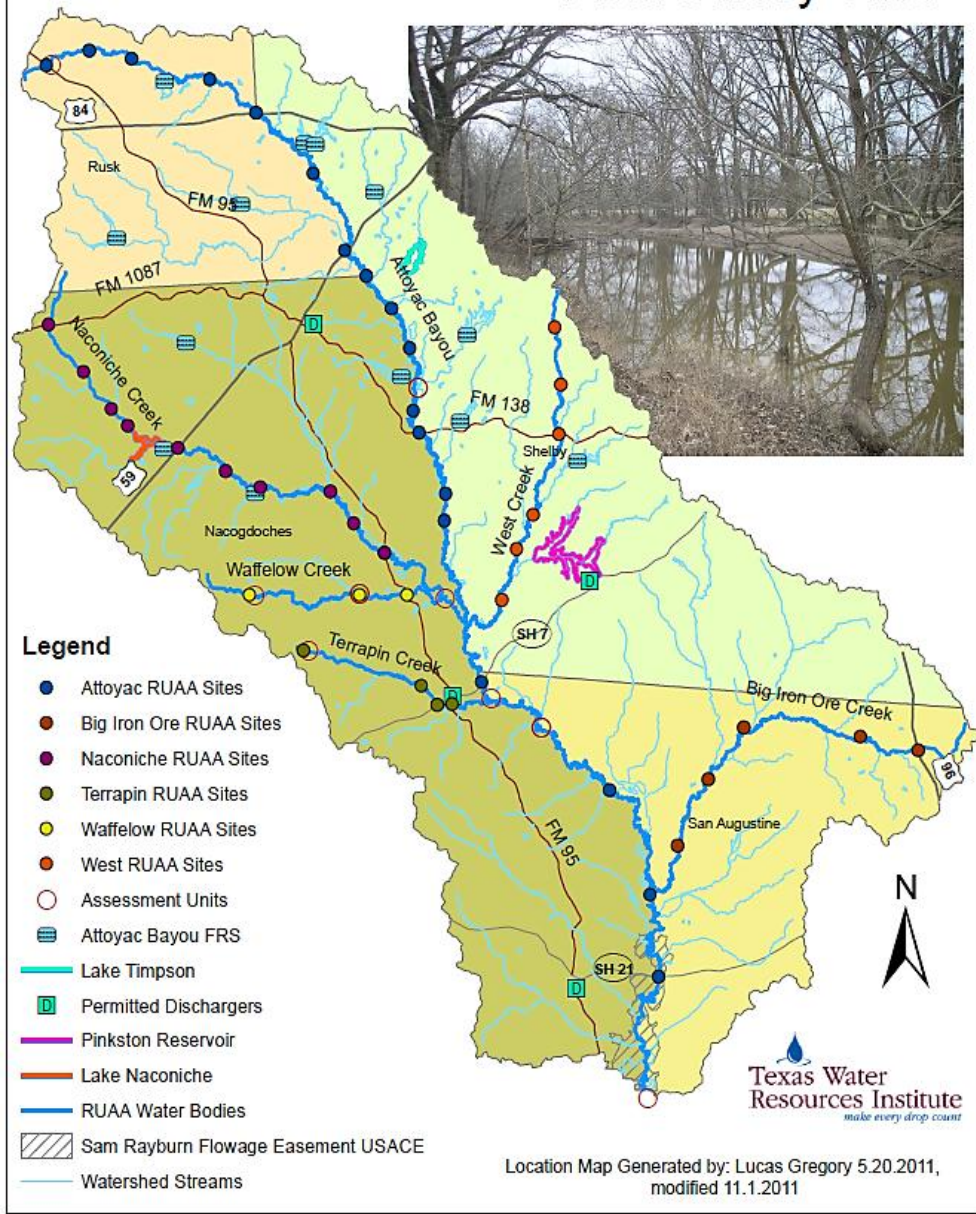 84
Rusk
FM 95
FM 1087
Attoyac Bayou
Naconiche Creek
FM 138
Shelby
59
West Creek
Nacogdoches
Waffelow Creek
SH 7
Terrapin Creek
Big Iron Ore Creek
96
San Augustine
FM 95
SH 21
N
D
D
D
D
Legend
Attoyac RUAA Sites
Big Iron Ore RUAA Sites
Naconiche RUAA Sites
Terrapin RUAA Sites
Waffelow RUAA Sites
West RUAA Sites
Assessment Units
Attoyac Bayou FRS
Lake Timpson
D Permitted Dischargers
Pinkston Reservoir
Lake Naconiche
RUAA Water Bodies
Sam Rayburn Flowage Easement USACE
Watershed Streams
Texas Water
Resources Institute
make every drop count
Location Map Generated by: Lucas Gregory 5.20.2011,
modified 11.1.2011